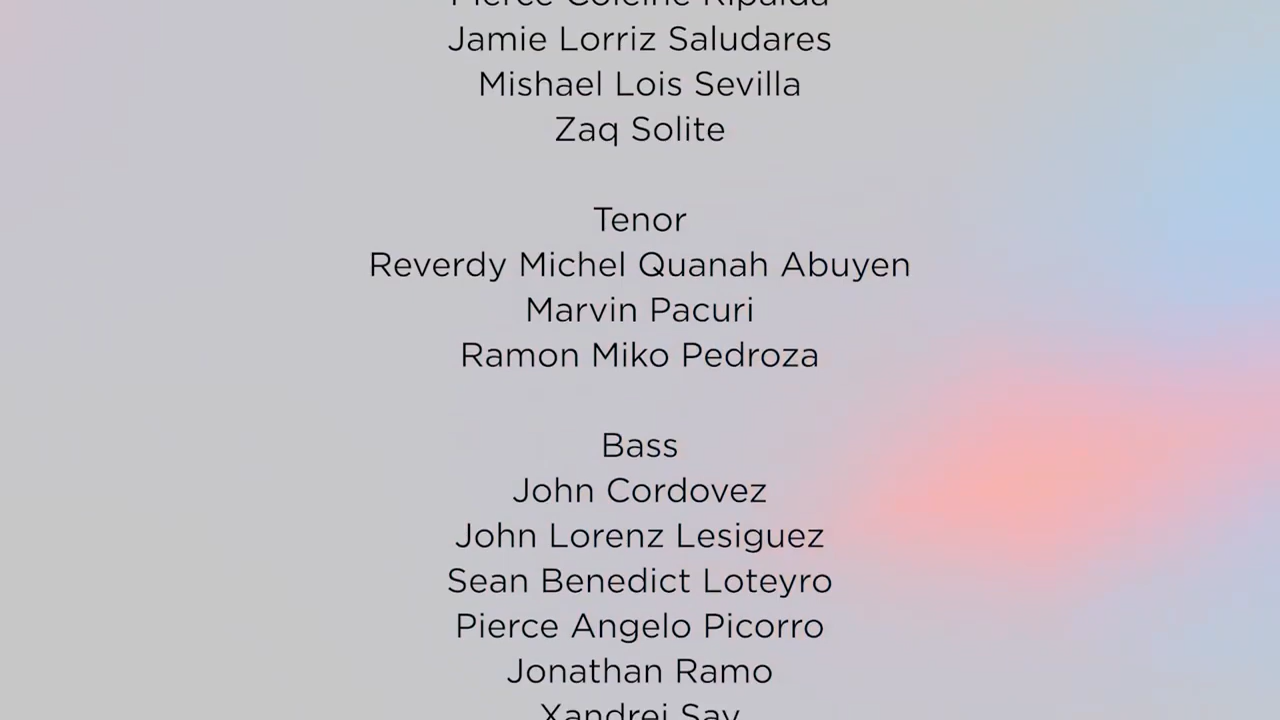 Jamie Lorriz Saludares
Mishael Lois Sevilla
Zaq Solite
Tenor
Reverdy Michel Quanah Abuyen
Marvin Pacuri
Ramon Miko Pedroza
Bass
John Cordovez
John Lorenz Lesiguez
Sean Benedict Loteyro
Pierce Angelo Picorro
Jonathan Ramo
Xandrei